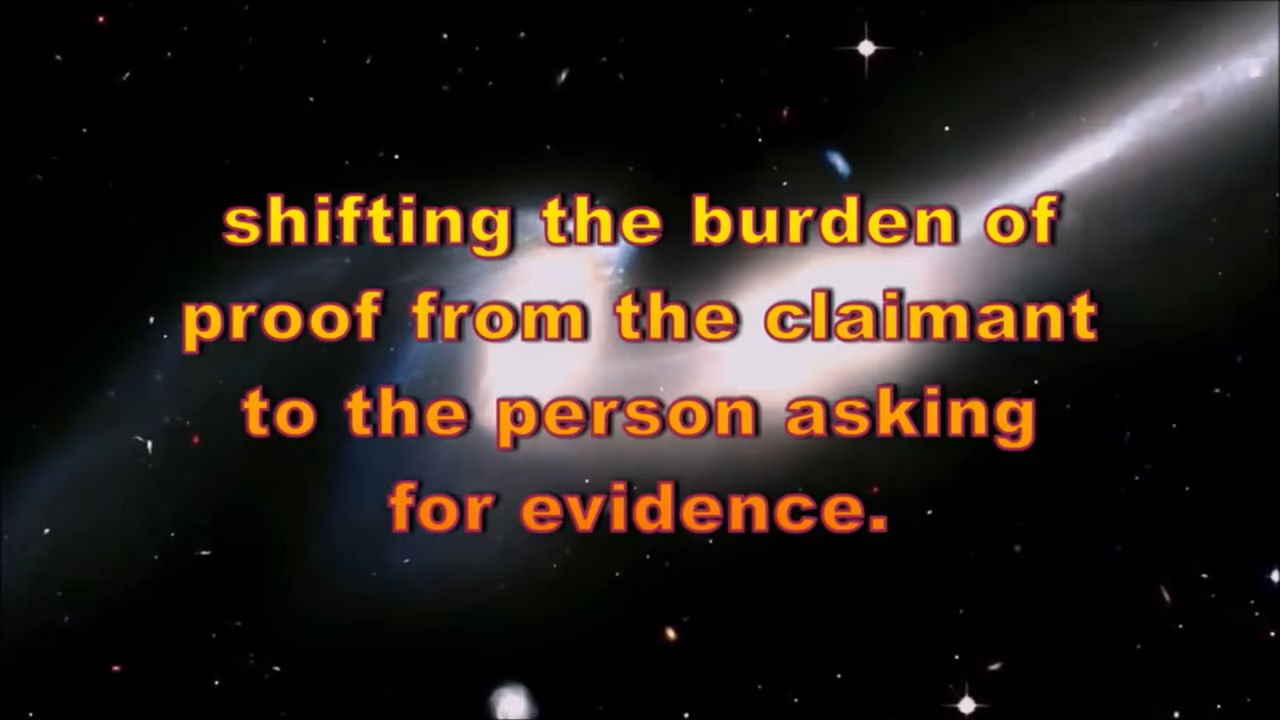 shifting the burden of
proof from the claimant
to the person asking
for evidence.